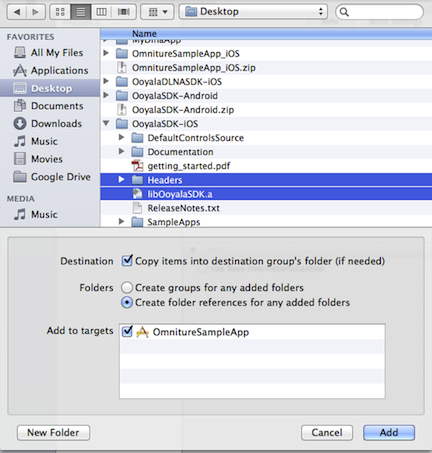 Desktop
FAVORITES
All My Files
Applications
Desktop
Documents
Downloads
Music
Movies
Google Drive
MEDIA
Music
Name
OmnitureSampleApp_iOS
OmnitureSampleApp_iOS.zip
OoyalaDLNASDK-iOS
OoyalaSDK-Android
OoyalaSDK-Android.zip
OoyalaSDK-iOS
DefaultControlsSource
Documentation
getting_started.pdf
Headers
libOoyalaSDK.a
ReleaseNotes.txt
SampleApps
Destination
Copy items into destination group's folder (if needed)
Folders
Create groups for any added folders
Create folder references for any added folders
Add to targets
OmnitureSampleApp
New Folder
Cancel
Add